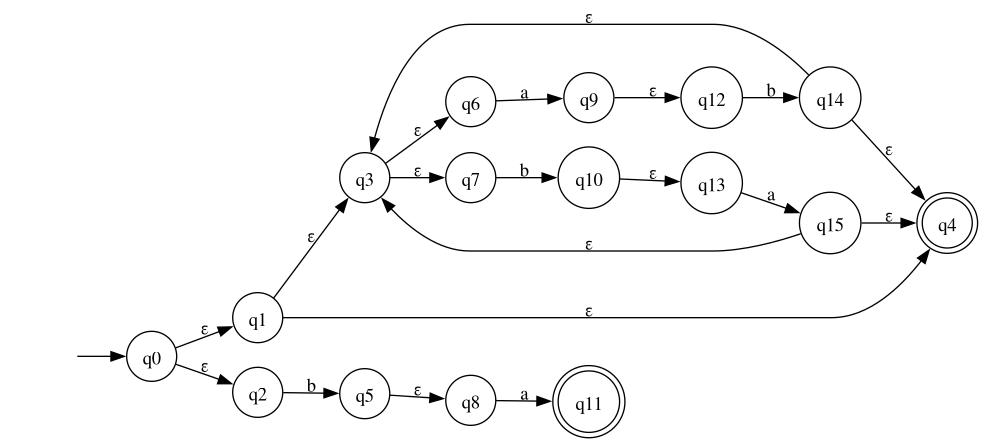 ε
q6 a q9 ε q12 b q14
ε ε
q3 ε q7 b q10 ε q13 a q15 ε q4
ε ε
q1 ε
q0 ε
ε q2 b q5 ε q8 a q11